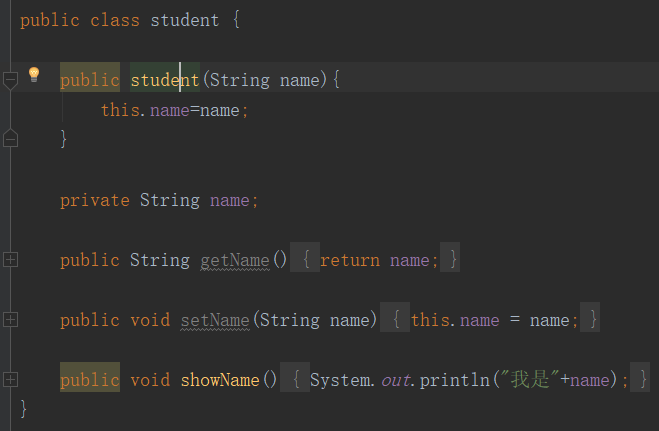 public class student {
public student(String name){
this.name=name;
}
private String name;
public String getName() { return name; }
public void setName(String name) { this.name = name; }
public void showName() { System.out.println("我是"+name); }
}